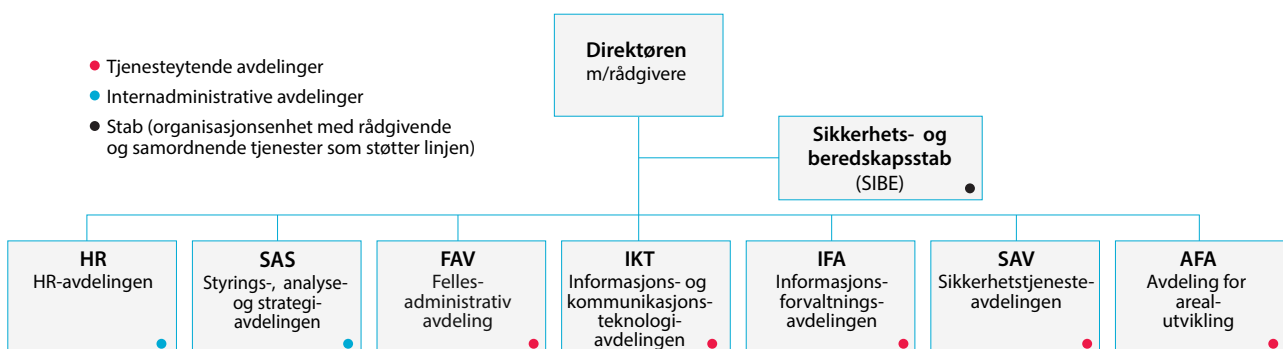 Direktøren
m/rådgivere
Tjenesteytende avdelinger
Internadministrative avdelinger
Stab (organisasjonsenhet med rådgivende
og samordnende tjenester som støtter linjen)
Sikkerhets- og
beredskapsstab
(SIBE)
HR
HR-avdelingen
SAS
Styrings-, analyse-
og strategi-
avdelingen
FAV
Felles-
administrativ
avdeling
IKT
Informasjons- og
kommunikasjons-
teknologi-
avdelingen
IFA
Informasjons-
forvaltnings-
avdelingen
SAV
Sikkerhetstjeneste-
avdelingen
AFA
Avdeling for
areal-
utvikling